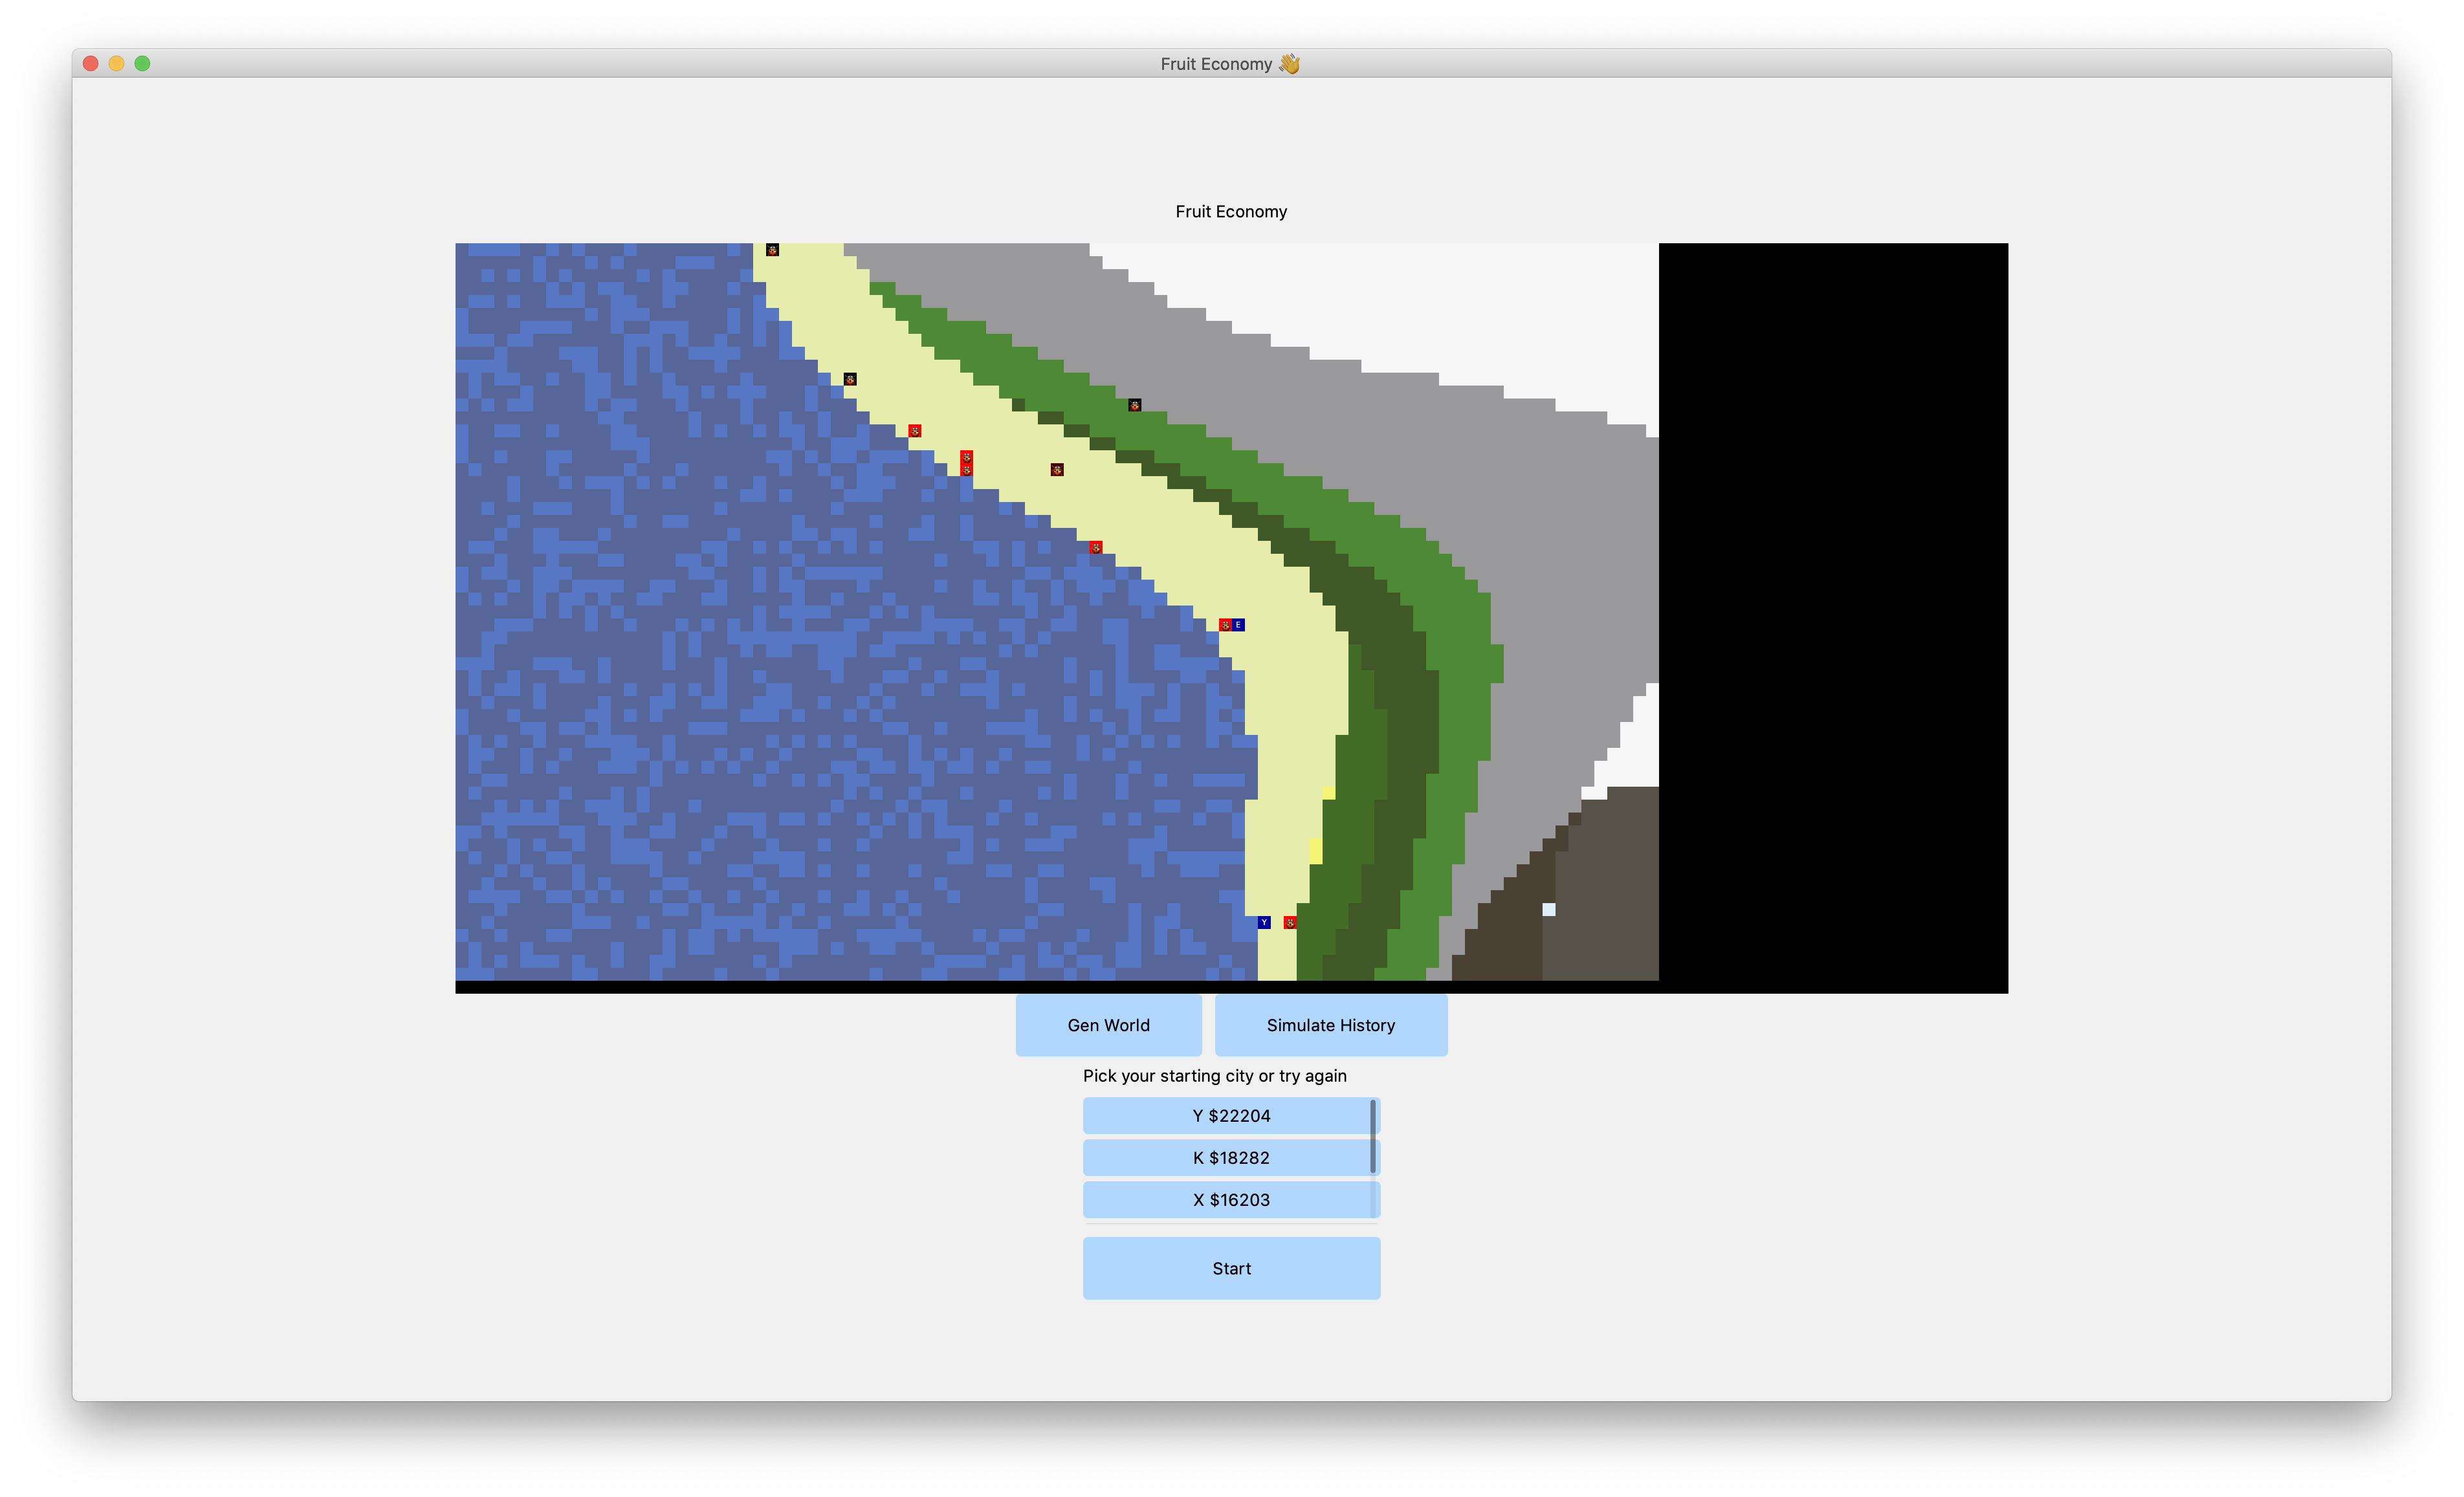 Fruit Economy 👋
Fruit Economy
E
Y
Gen World
Simulate History
Pick your starting city or try again
Y $22204
K $18282
X $16203
Start